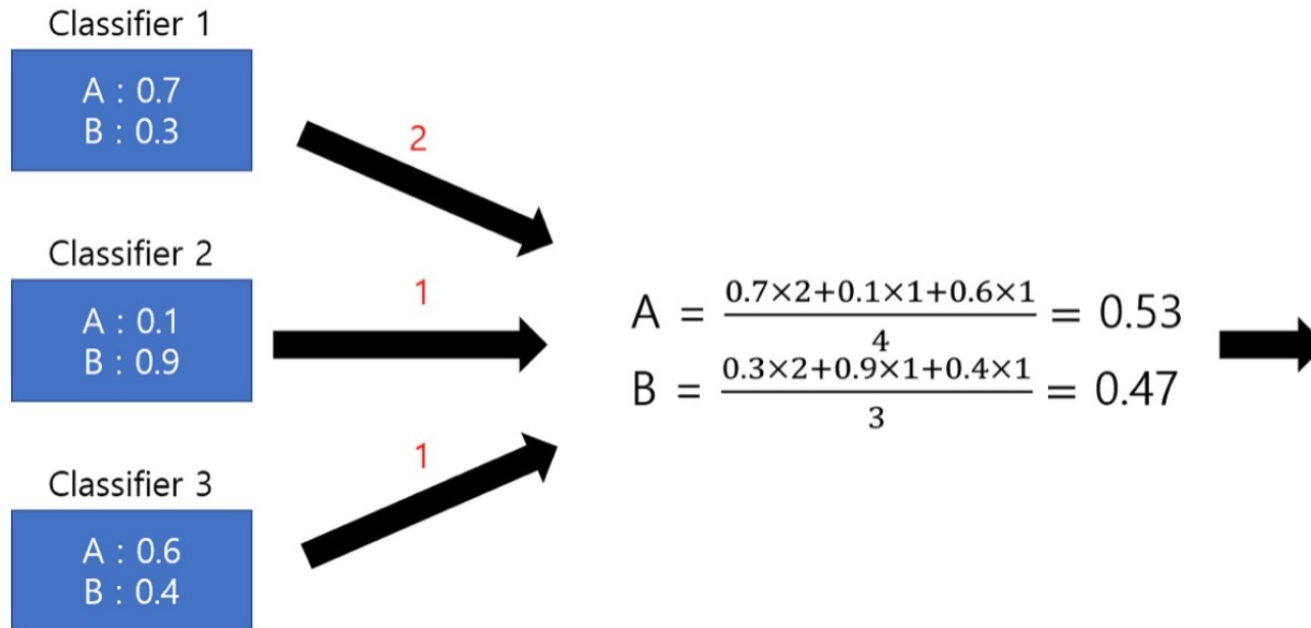 Classifier 1
A : 0.7
B : 0.3
2
Classifier 2
A : 0.1
B : 0.9
1
Classifier 3
A : 0.6
B : 0.4
1
A = (0.7×2+0.1×1+0.6×1)/4 = 0.53
B = (0.3×2+0.9×1+0.4×1)/3 = 0.47